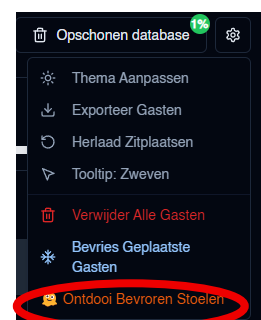 Opschonen database
1%
Thema Aanpassen
Exporteer Gasten
Herlaad Zitplaatsen
Tooltip: Zweven
Verwijder Alle Gasten
Bevries Geplaatste
Gasten
Ontdooi Bevroren Stoelen